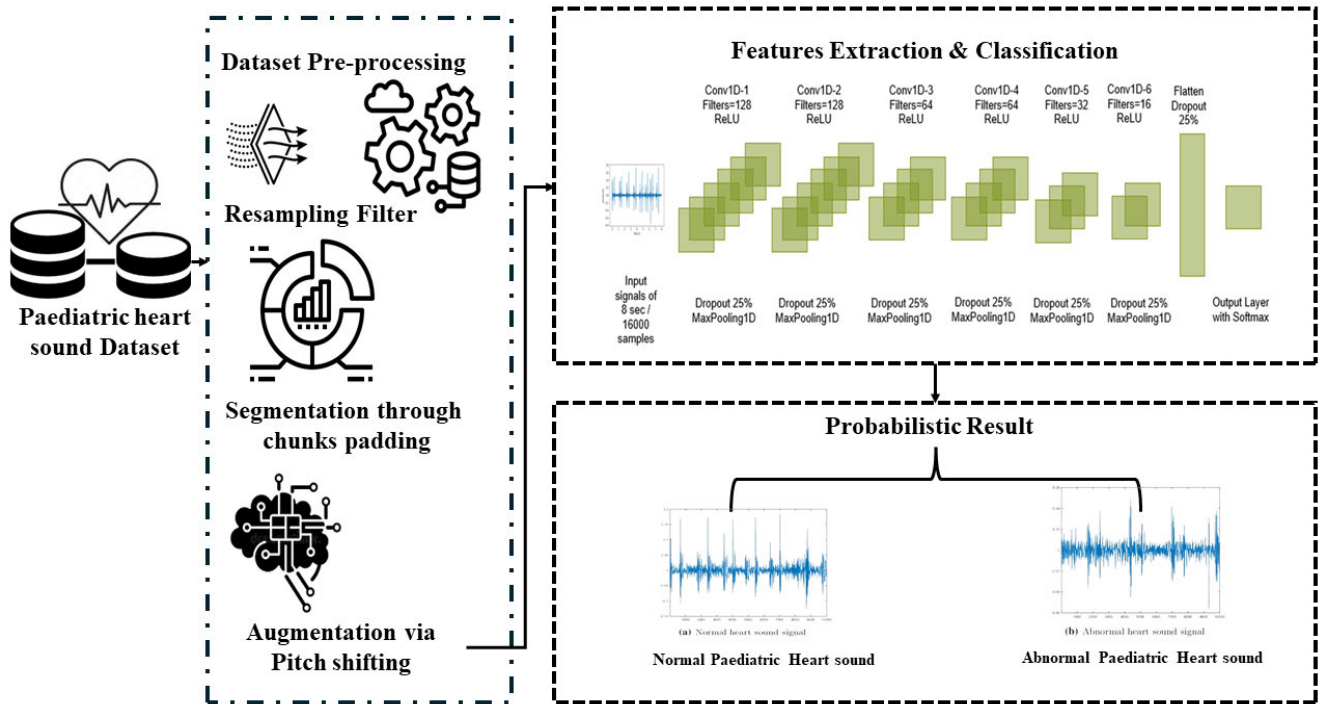 Paediatric heart
sound Dataset
Dataset Pre-processing
Resampling Filter
Segmentation through
chunks padding
Augmentation via
Pitch shifting
Features Extraction & Classification
Conv1D-1
Filters=128
ReLU
Conv1D-2
Filters=128
ReLU
Conv1D-3
Filters=64
ReLU
Conv1D-4
Filters=64
ReLU
Conv1D-5
Filters=32
ReLU
Conv1D-6
Filters=16
ReLU
Flatten
Dropout
25%
Input
signals of
8 sec /
16000
samples
Dropout 25%
MaxPooling1D
Dropout 25%
MaxPooling1D
Dropout 25%
MaxPooling1D
Dropout 25%
MaxPooling1D
Dropout 25%
MaxPooling1D
Dropout 25%
MaxPooling1D
Output Layer
with Softmax
Probabilistic Result
(a) Normal heart sound signal
Normal Paediatric Heart sound
(b) Abnormal heart sound signal
Abnormal Paediatric Heart sound